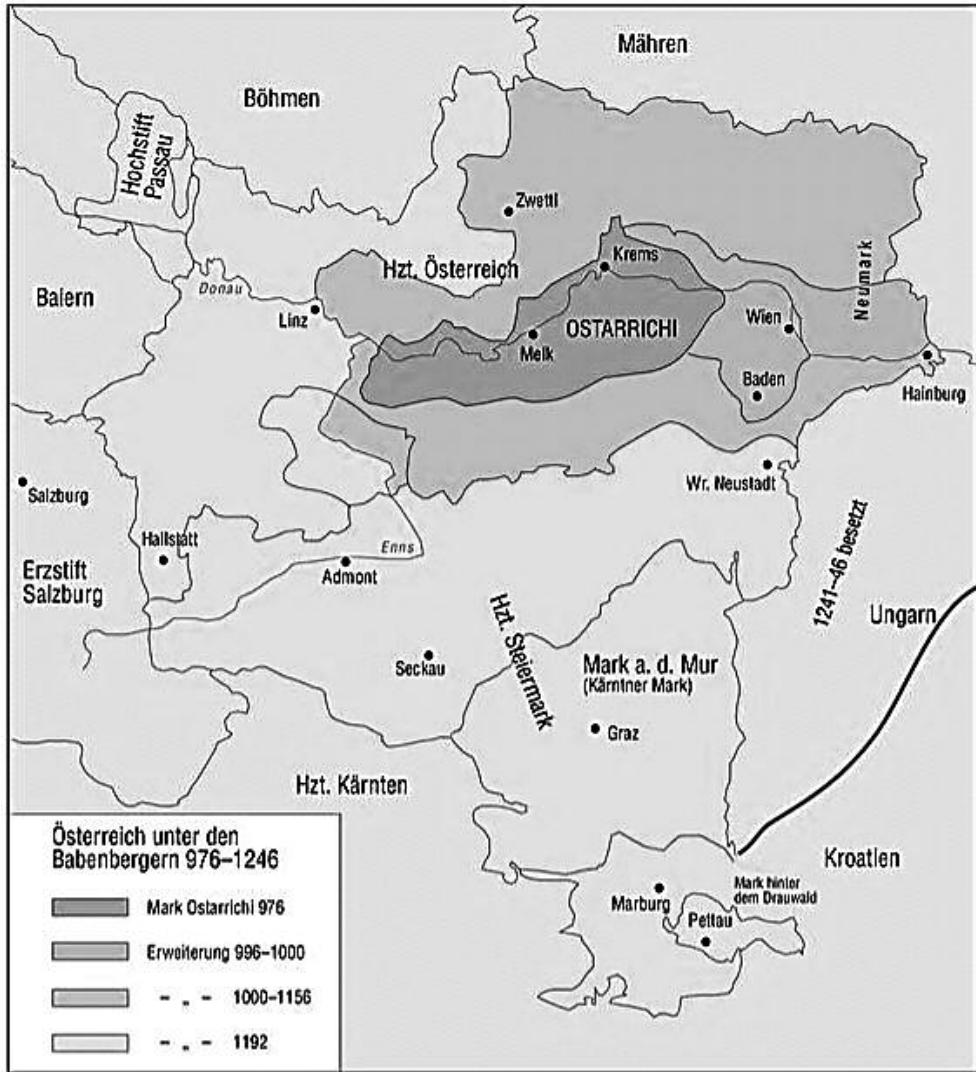 Mähren
Böhmen
Hochstift
Passau
Zwettl
Krems
Hzt. Österreich
Neumark
Baiern
Donau
Linz
OSTARRICHI
Wien
Melk
Baden
Hainburg
Salzburg
Wr. Neustadt
Hallstatt
Enns
Admont
Erzstift
Salzburg
1241–46 besetzt
Ungarn
Hzt. Steiermark
Seckau
Mark a. d. Mur
(Kärntner Mark)
Graz
Hzt. Kärnten
Kroatien
Mark hinter
dem Drauwald
Marburg
Pettau
Österreich unter den
Babenbergern 976–1246
Mark Ostarrichi 976
Erweiterung 996–1000
– „ – 1000–1156
– „ – 1192